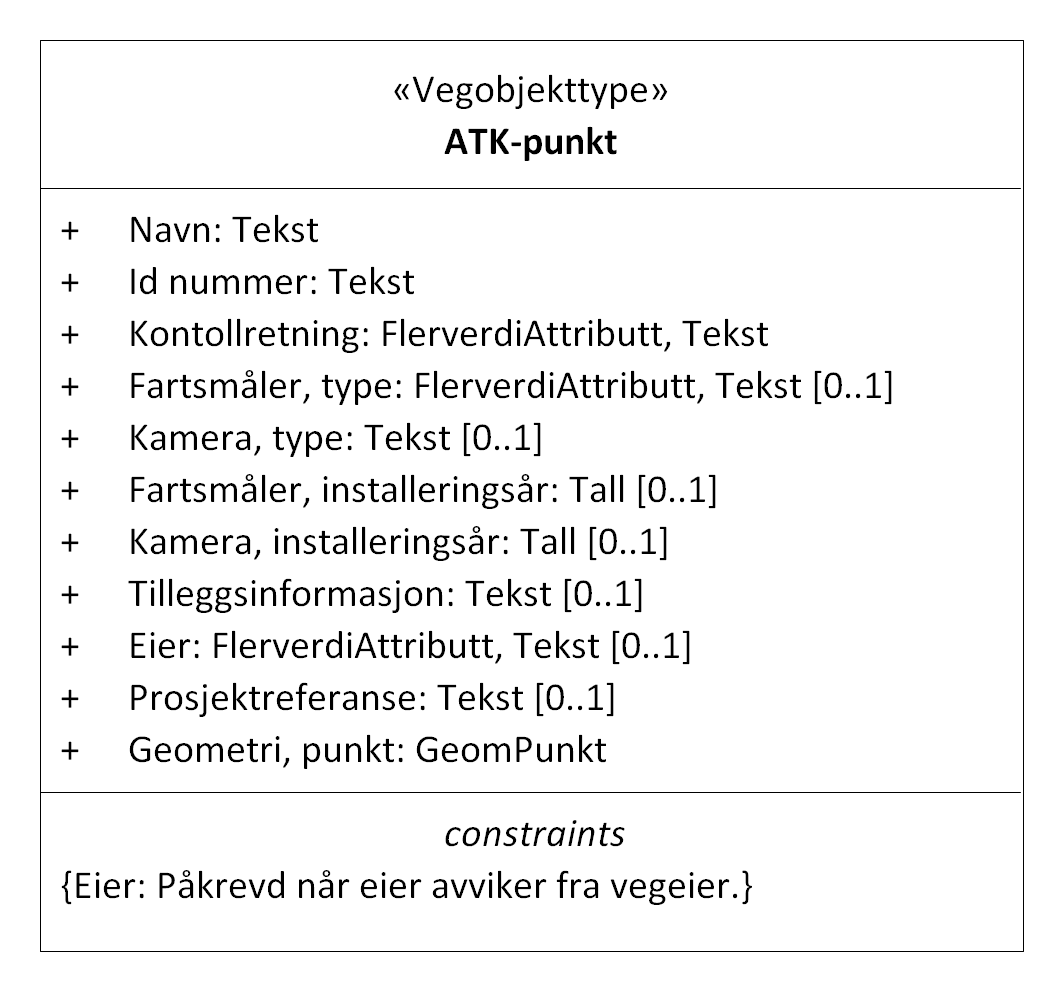 «Vegobjekttype»
ATK-punkt
+ Navn: Tekst
+ Id nummer: Tekst
+ Kontollretning: FlerverdiAttributt, Tekst
+ Fartsmåler, type: FlerverdiAttributt, Tekst [0..1]
+ Kamera, type: Tekst [0..1]
+ Fartsmåler, installeringsår: Tall [0..1]
+ Kamera, installeringsår: Tall [0..1]
+ Tilleggsinformasjon: Tekst [0..1]
+ Eier: FlerverdiAttributt, Tekst [0..1]
+ Prosjektreferanse: Tekst [0..1]
+ Geometri, punkt: GeomPunkt
constraints
{Eier: Påkrevd når eier avviker fra vegeier.}